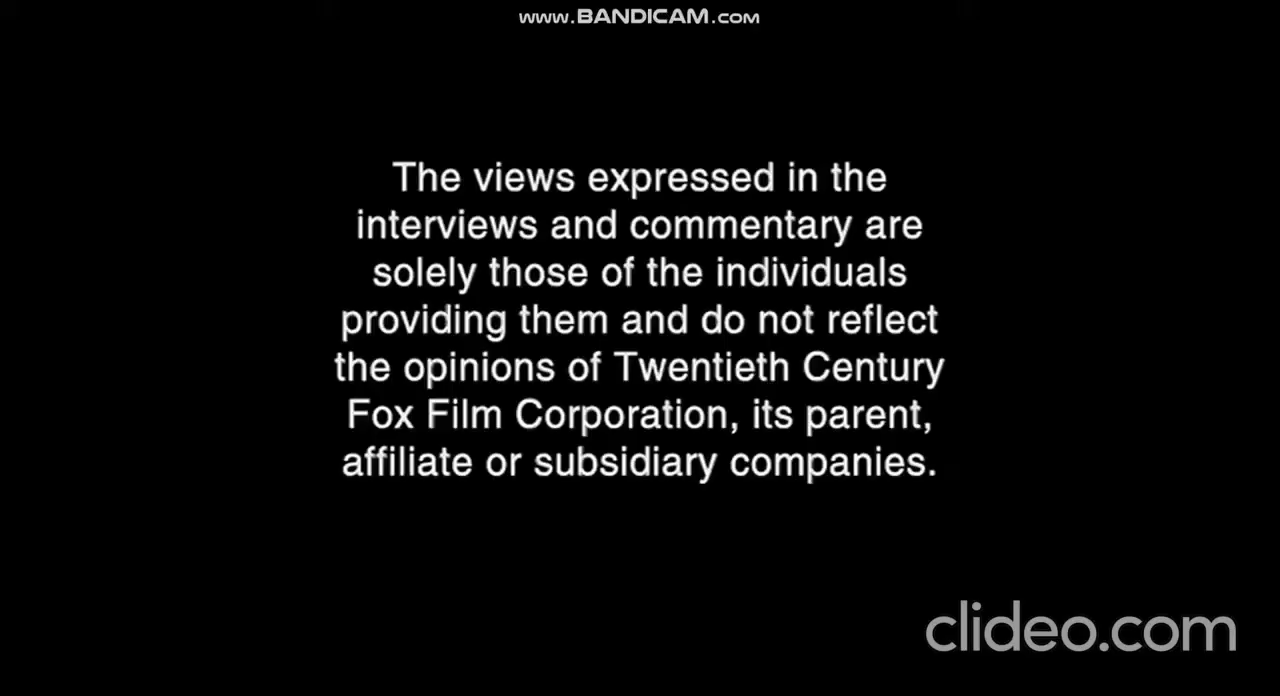 www.BANDICAM.com
The views expressed in the
interviews and commentary are
solely those of the individuals
providing them and do not reflect
the opinions of Twentieth Century
Fox Film Corporation, its parent,
affiliate or subsidiary companies.
clideo.com